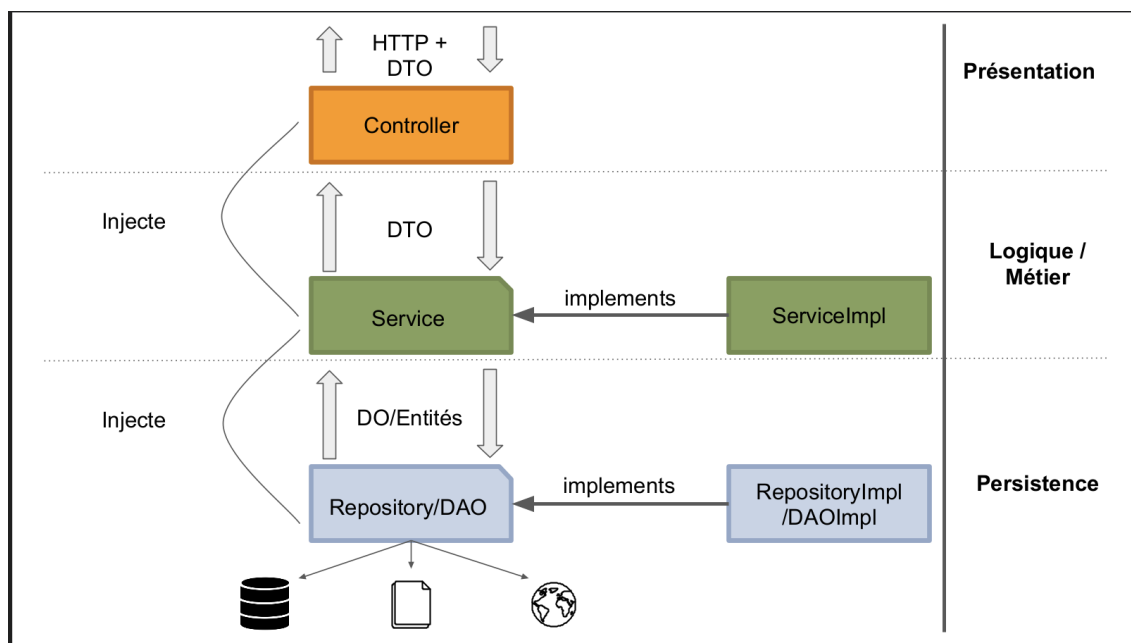 HTTP +
DTO
Présentation
Controller
Injecte
DTO
Logique /
Métier
implements
Service
ServiceImpl
Injecte
DO/Entités
implements
Repository/DAO
RepositoryImpl
/DAOImpl
Persistence